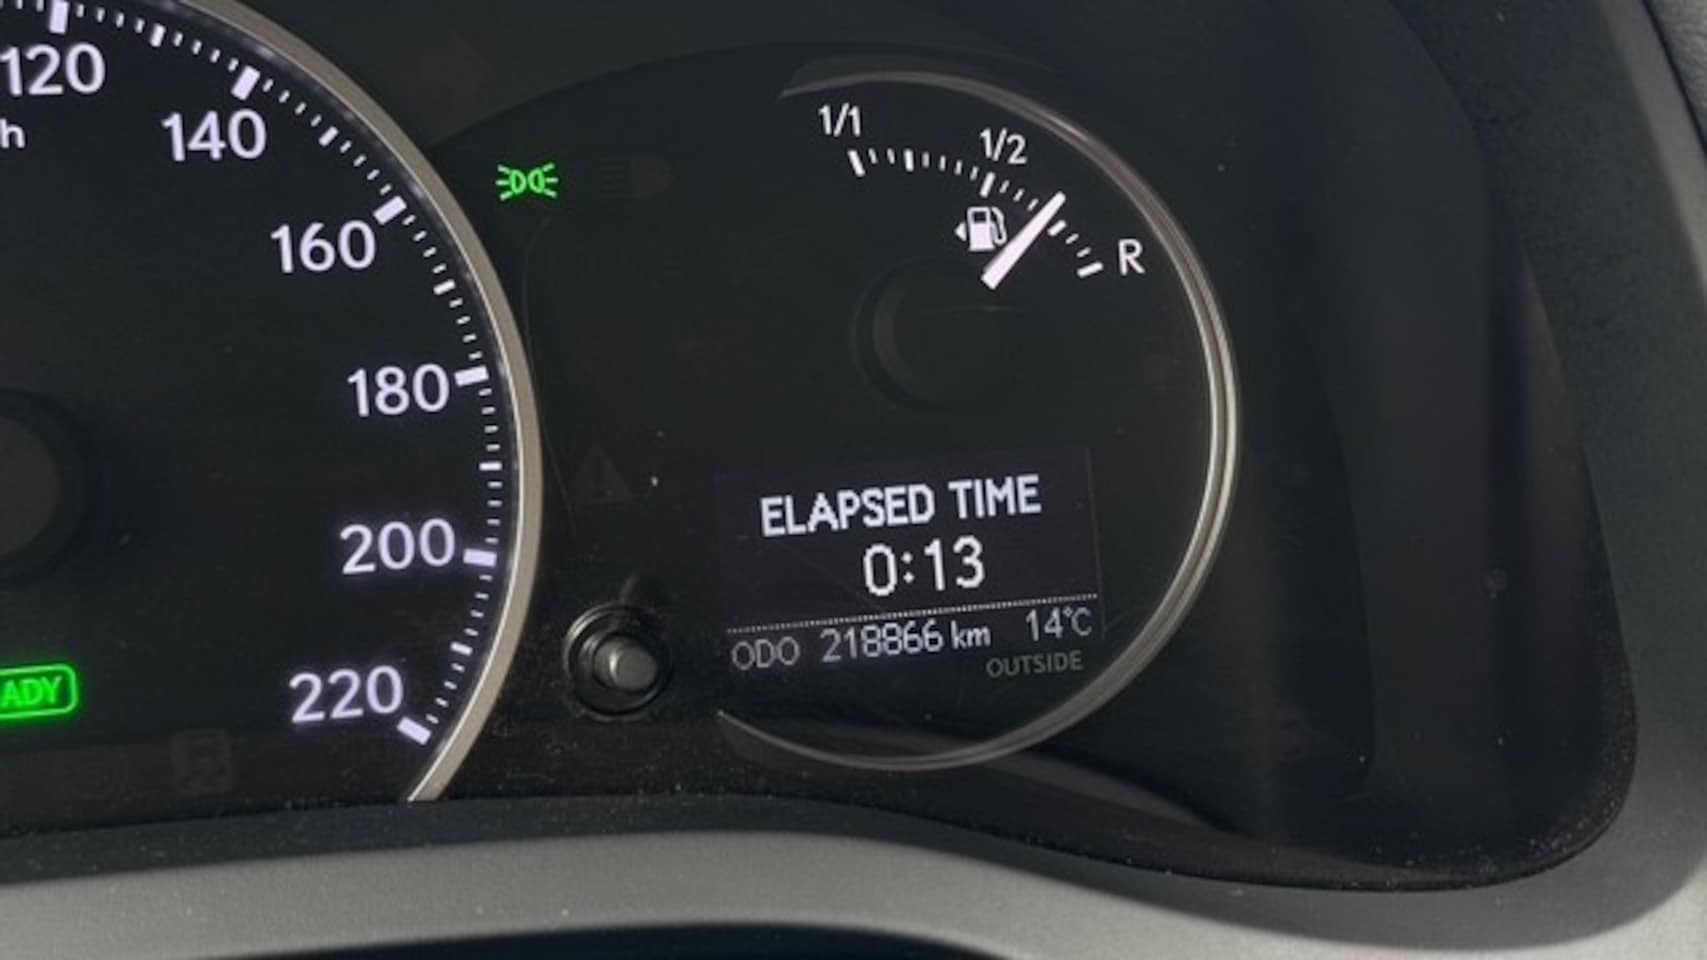 120
h
140
160
180
200
220
ADY
1/1
1/2
R
ELAPSED TIME
0:13
ODO 218866 km 14°C
OUTSIDE